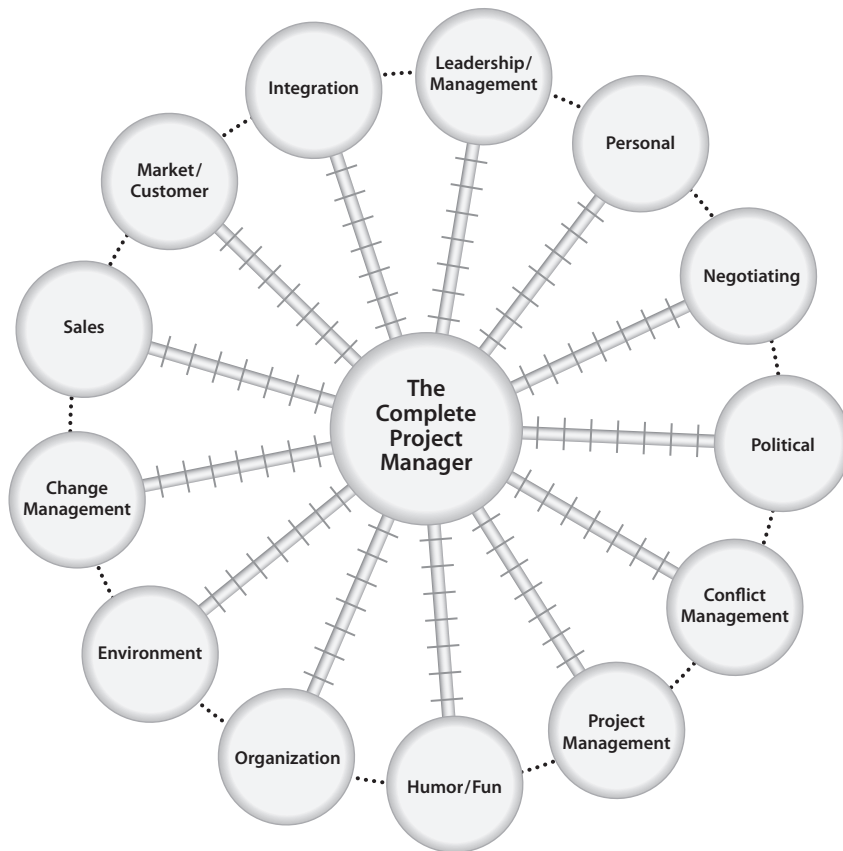 Leadership/
Management
Personal
Negotiating
Political
Conflict
Management
Project
Management
Humor/Fun
Organization
Environment
Change
Management
Sales
Market/
Customer
Integration
The
Complete
Project
Manager